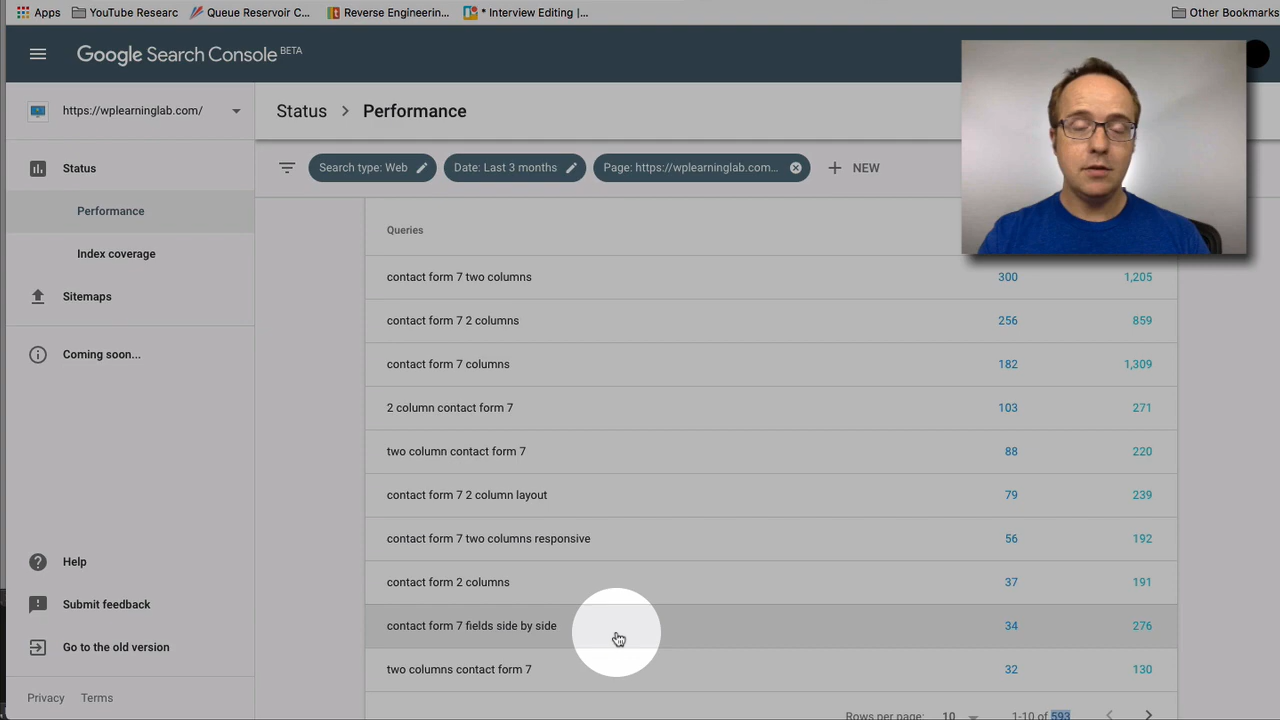 Apps YouTube Researc Queue Reservoir C... Reverse Engineerin... * Interview Editing |... Other Bookmarks
Google Search Console BETA
https://wplearninglab.com/
Status > Performance
Search type: Web Date: Last 3 months Page: https://wplearninglab.com... + NEW
Status
Performance
Index coverage
Sitemaps
Coming soon...
Help
Submit feedback
Go to the old version
Privacy Terms
Queries
contact form 7 two columns 300 1,205
contact form 7 2 columns 256 859
contact form 7 columns 182 1,309
2 column contact form 7 103 271
two column contact form 7 88 220
contact form 7 2 column layout 79 239
contact form 7 two columns responsive 56 192
contact form 2 columns 37 191
contact form 7 fields side by side 34 276
two columns contact form 7 32 130
Rows per page: 10 1-10 of 593